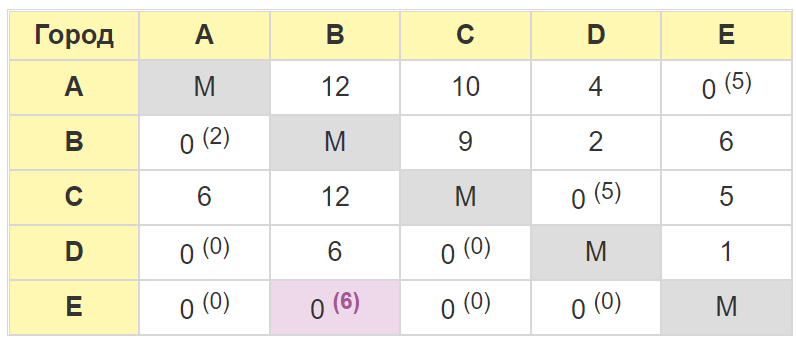 Город A B C D E
A M 12 10 4 0 (5)
B 0 (2) M 9 2 6
C 6 12 M 0 (5) 5
D 0 (0) 6 0 (0) M 1
E 0 (0) 0 (6) 0 (0) 0 (0) M